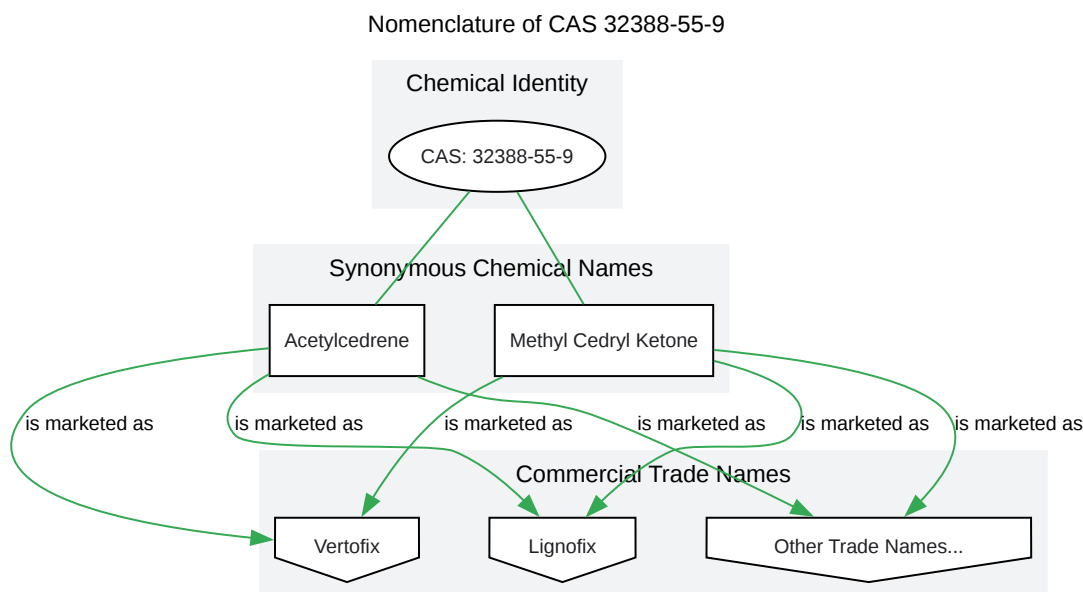 Nomenclature of CAS 32388-55-9
Chemical Identity
CAS: 32388-55-9
Synonymous Chemical Names
Acetylcedrene
Methyl Cedryl Ketone
is marketed as
is marketed as
is marketed as
is marketed as
is marketed as
is marketed as
Commercial Trade Names
Vertofix
Lignofix
Other Trade Names...